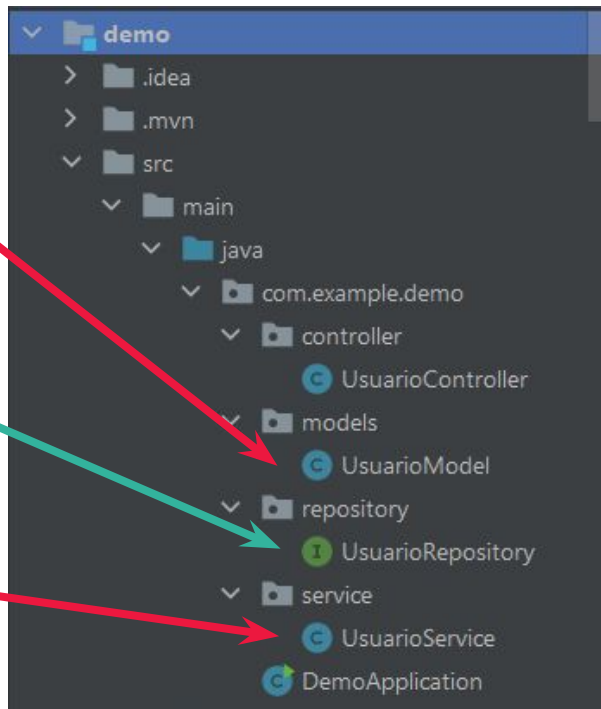 demo
.idea
.mvn
src
main
java
com.example.demo
controller
C UsuarioController
models
C UsuarioModel
repository
I UsuarioRepository
service
C UsuarioService
C DemoApplication